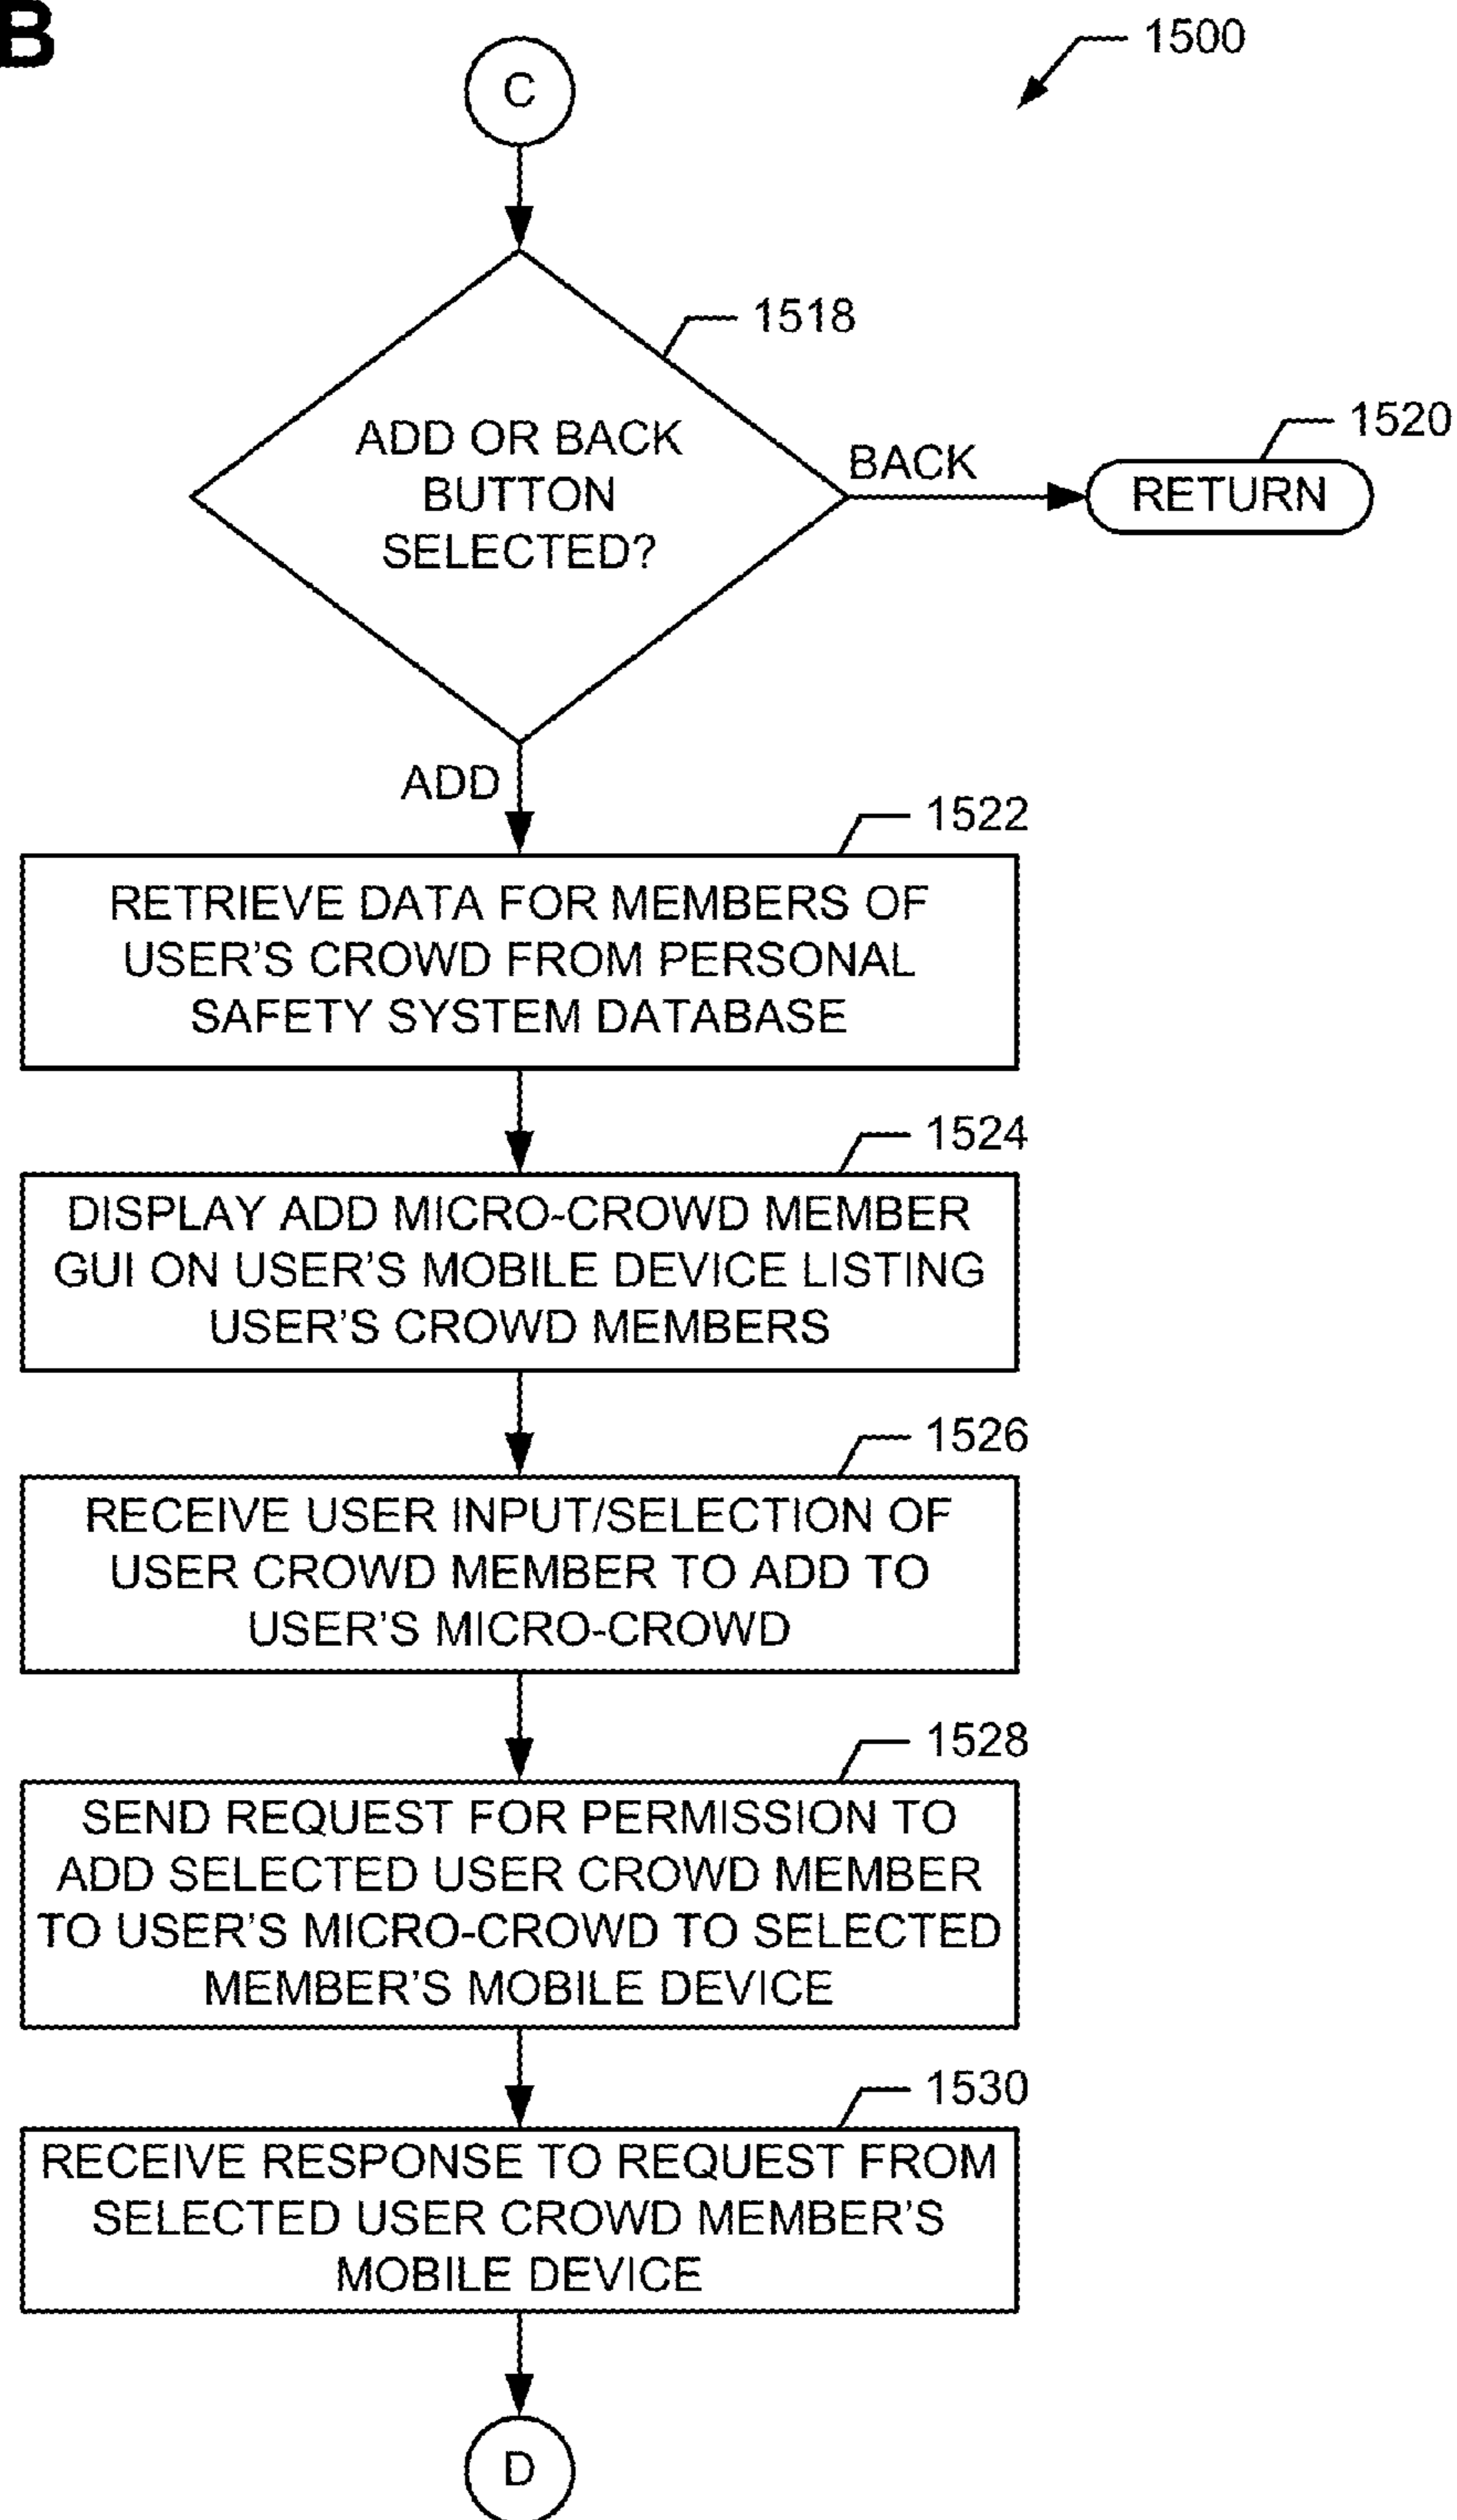 B
1500
C
1518
ADD OR BACK
BUTTON
SELECTED?
BACK
1520
RETURN
ADD
1522
RETRIEVE DATA FOR MEMBERS OF
USER'S CROWD FROM PERSONAL
SAFETY SYSTEM DATABASE
1524
DISPLAY ADD MICRO-CROWD MEMBER
GUI ON USER'S MOBILE DEVICE LISTING
USER'S CROWD MEMBERS
1526
RECEIVE USER INPUT/SELECTION OF
USER CROWD MEMBER TO ADD TO
USER'S MICRO-CROWD
1528
SEND REQUEST FOR PERMISSION TO
ADD SELECTED USER CROWD MEMBER
TO USER'S MICRO-CROWD TO SELECTED
MEMBER'S MOBILE DEVICE
1530
RECEIVE RESPONSE TO REQUEST FROM
SELECTED USER CROWD MEMBER'S
MOBILE DEVICE
D